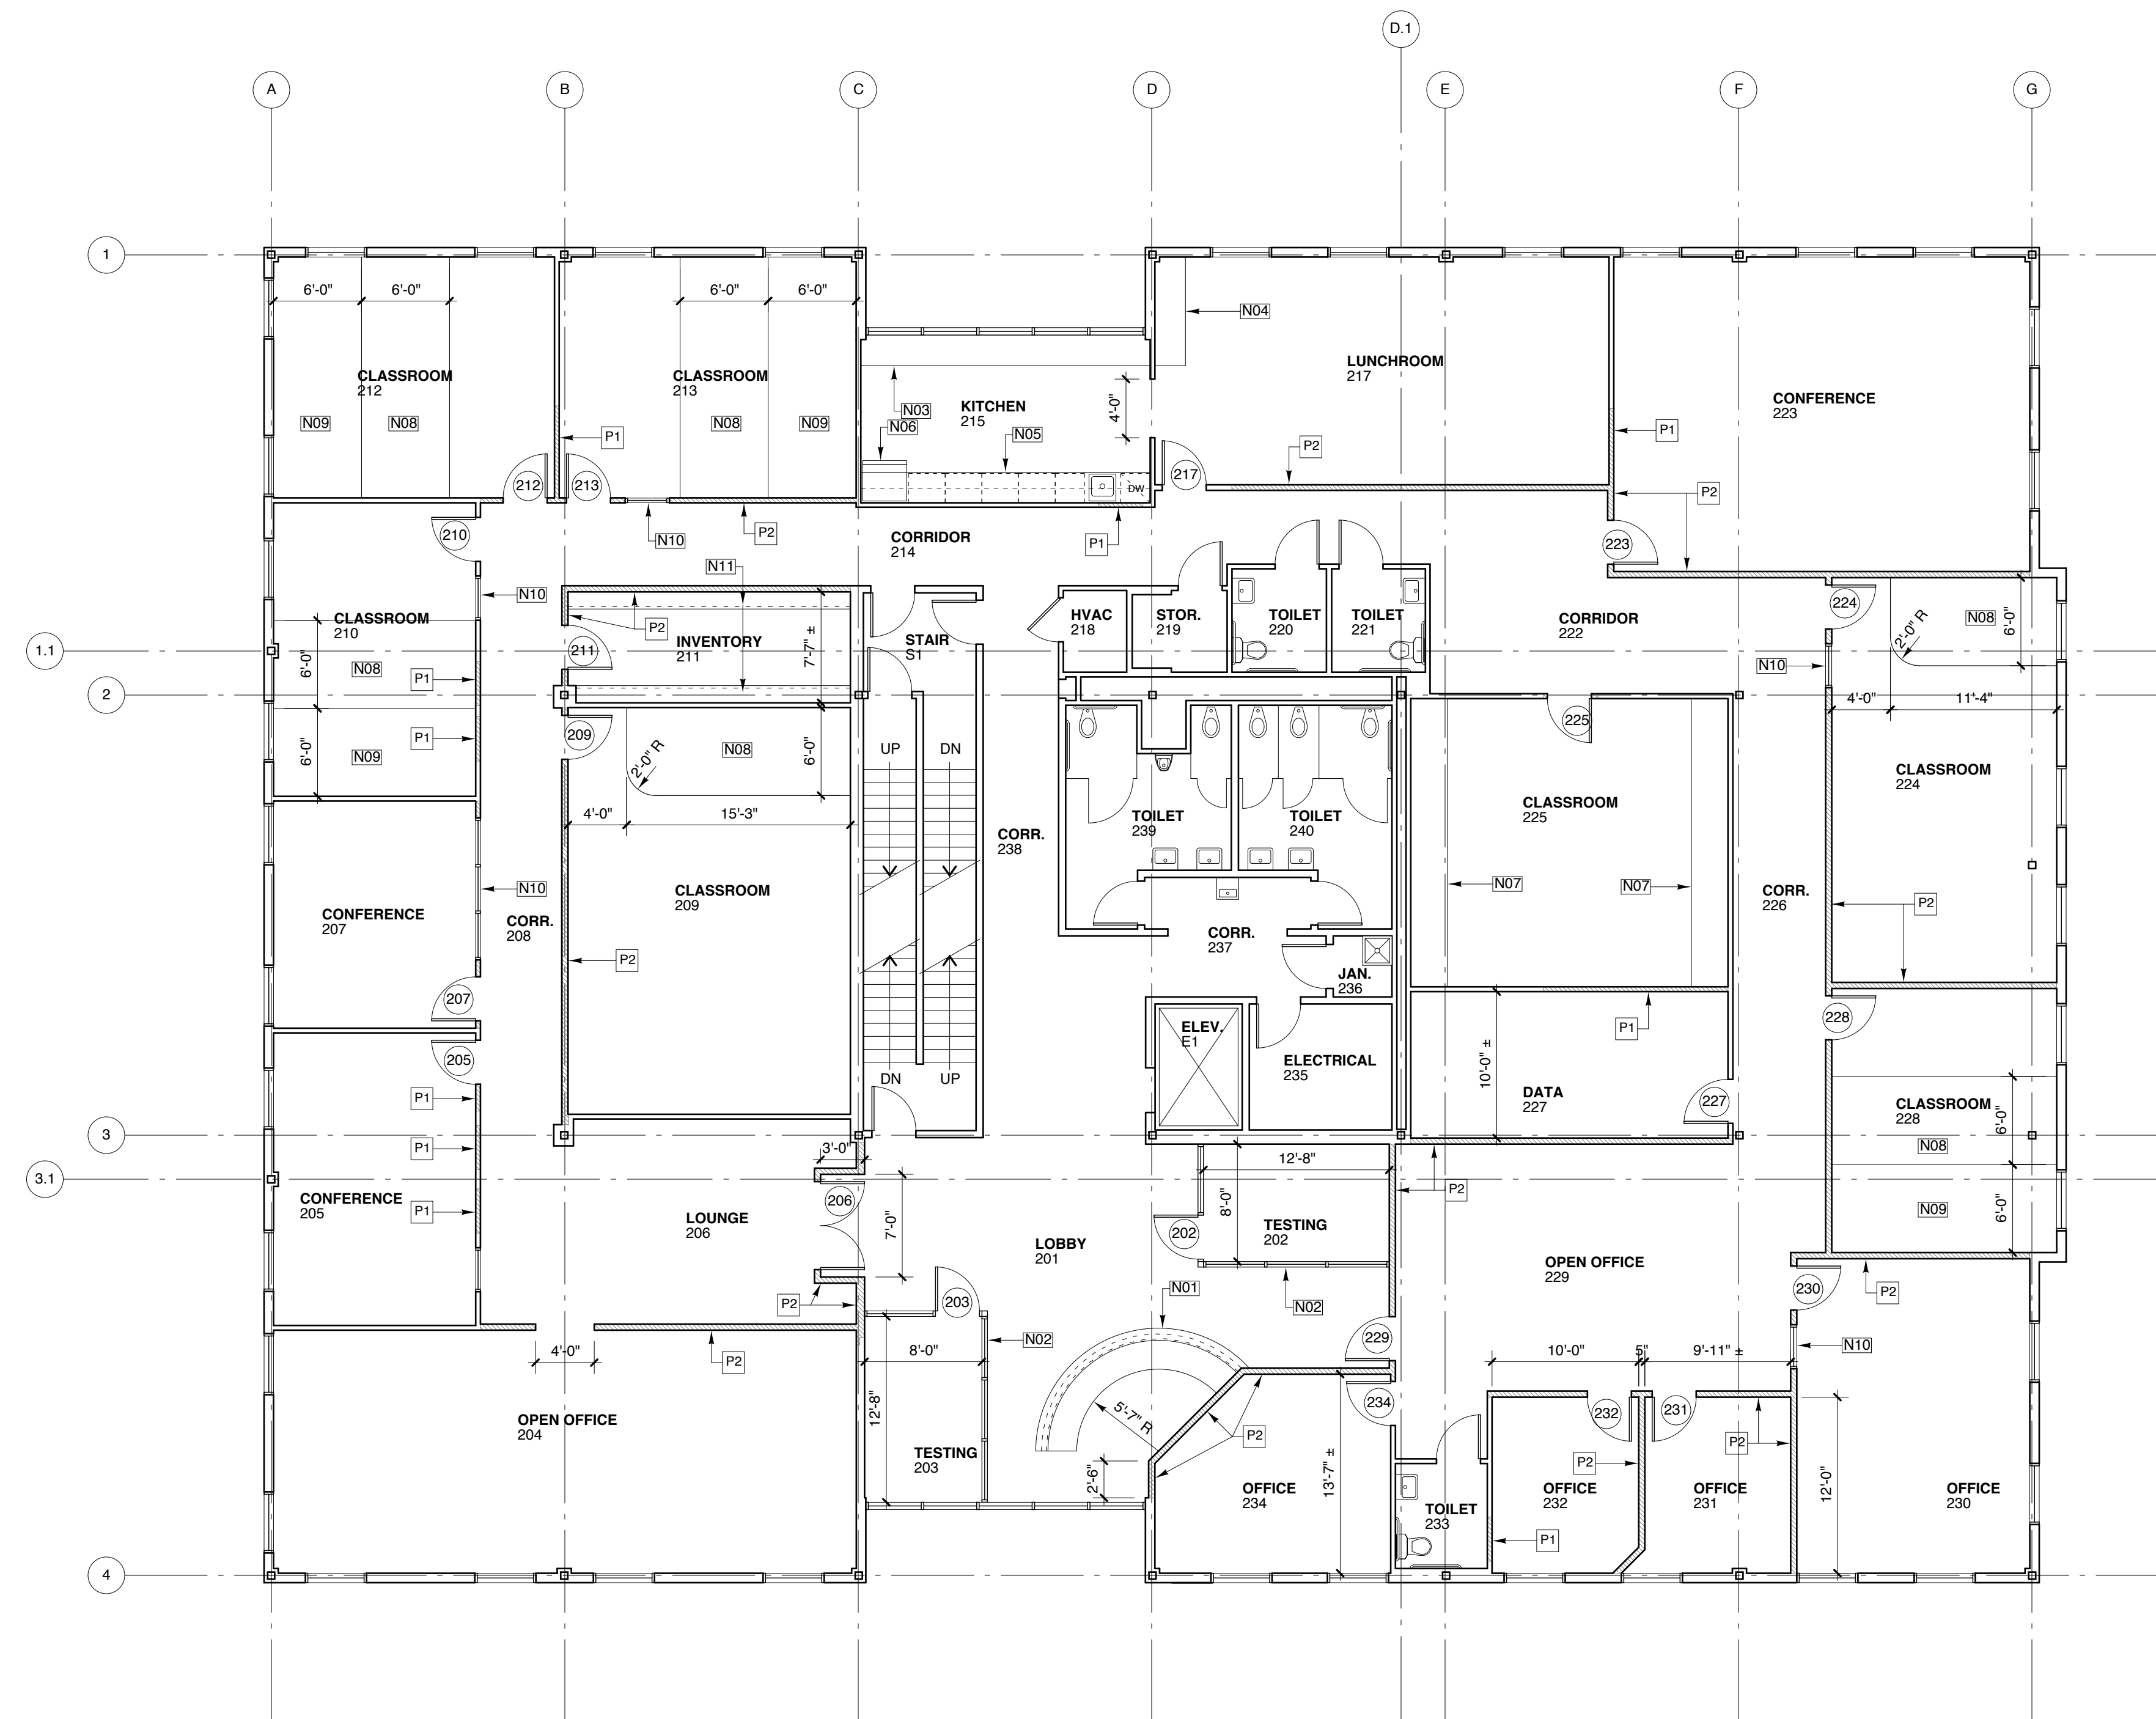 D.1
A B C D E F G
1
6'-0" 6'-0" 6'-0" 6'-0"
N04
LUNCHROOM
217
CLASSROOM
212
CLASSROOM
213
CONFERENCE
223
KITCHEN
215
4'-0"
N03
N06
N05
N09 N08 N08 N09
P1
P2
P1
212 213 217
DW
P2
210
N10
P2
CORRIDOR
214
P1
223
N11
N10
CLASSROOM
210
P2
INVENTORY
211
7'-7" ±
STAIR
S1
HVAC
218
STOR.
219
TOILET
220
TOILET
221
CORRIDOR
222
224
2'-0" R
N08
6'-0"
1.1
211
6'-0"
N08
P1
N10
2
4'-0" 11'-4"
209
225
6'-0"
N09
P1
2'-0" R
N08
6'-0"
UP DN
4'-0" 15'-3"
CLASSROOM
224
CLASSROOM
225
TOILET
239
TOILET
240
CORR.
238
N10
CLASSROOM
209
N07 N07
CORR.
226
P2
CONFERENCE
207
CORR.
208
CORR.
237
P2
JAN.
236
207
228
ELEV.
E1
P1
205
ELECTRICAL
235
10'-0" ±
DN UP
DATA
227
227
P1
CLASSROOM
228
6'-0"
N08
3
P1
3'-0"
12'-8"
3.1
CONFERENCE
205
P1
206
7'-0"
8'-0"
P2
N09
6'-0"
LOUNGE
206
202
TESTING
202
LOBBY
201
OPEN OFFICE
229
P2
203
N01
N02
230
P2
N02
229
N10
4'-0"
P2
8'-0"
10'-0" 5" 9'-11" ±
12'-8"
OPEN OFFICE
204
5'-7" R
234
232 231
P2
P2
P2
TESTING
203
2'-6"
OFFICE
234
13'-7" ±
TOILET
233
OFFICE
232
OFFICE
231
12'-0"
OFFICE
230
P1
4